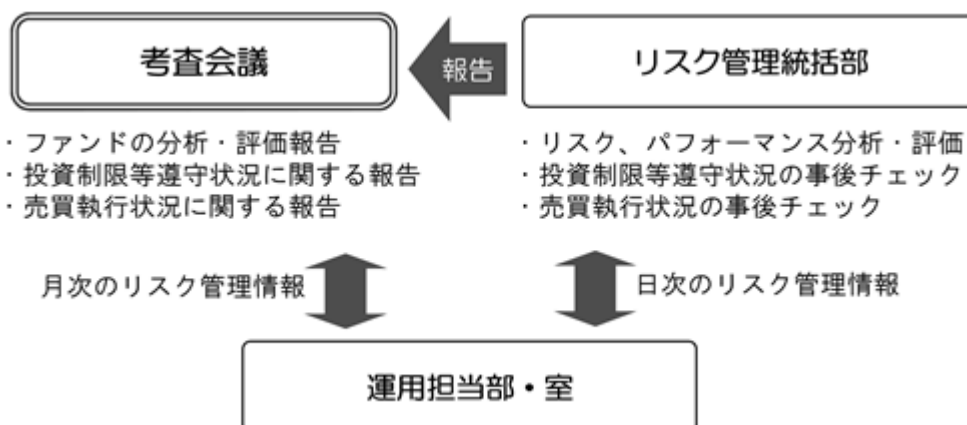 考査会議
報告
リスク管理統括部
・ファンドの分析・評価報告
・投資制限等遵守状況に関する報告
・売買執行状況に関する報告
・リスク、パフォーマンス分析・評価
・投資制限等遵守状況の事後チェック
・売買執行状況の事後チェック
月次のリスク管理情報
日次のリスク管理情報
運用担当部・室